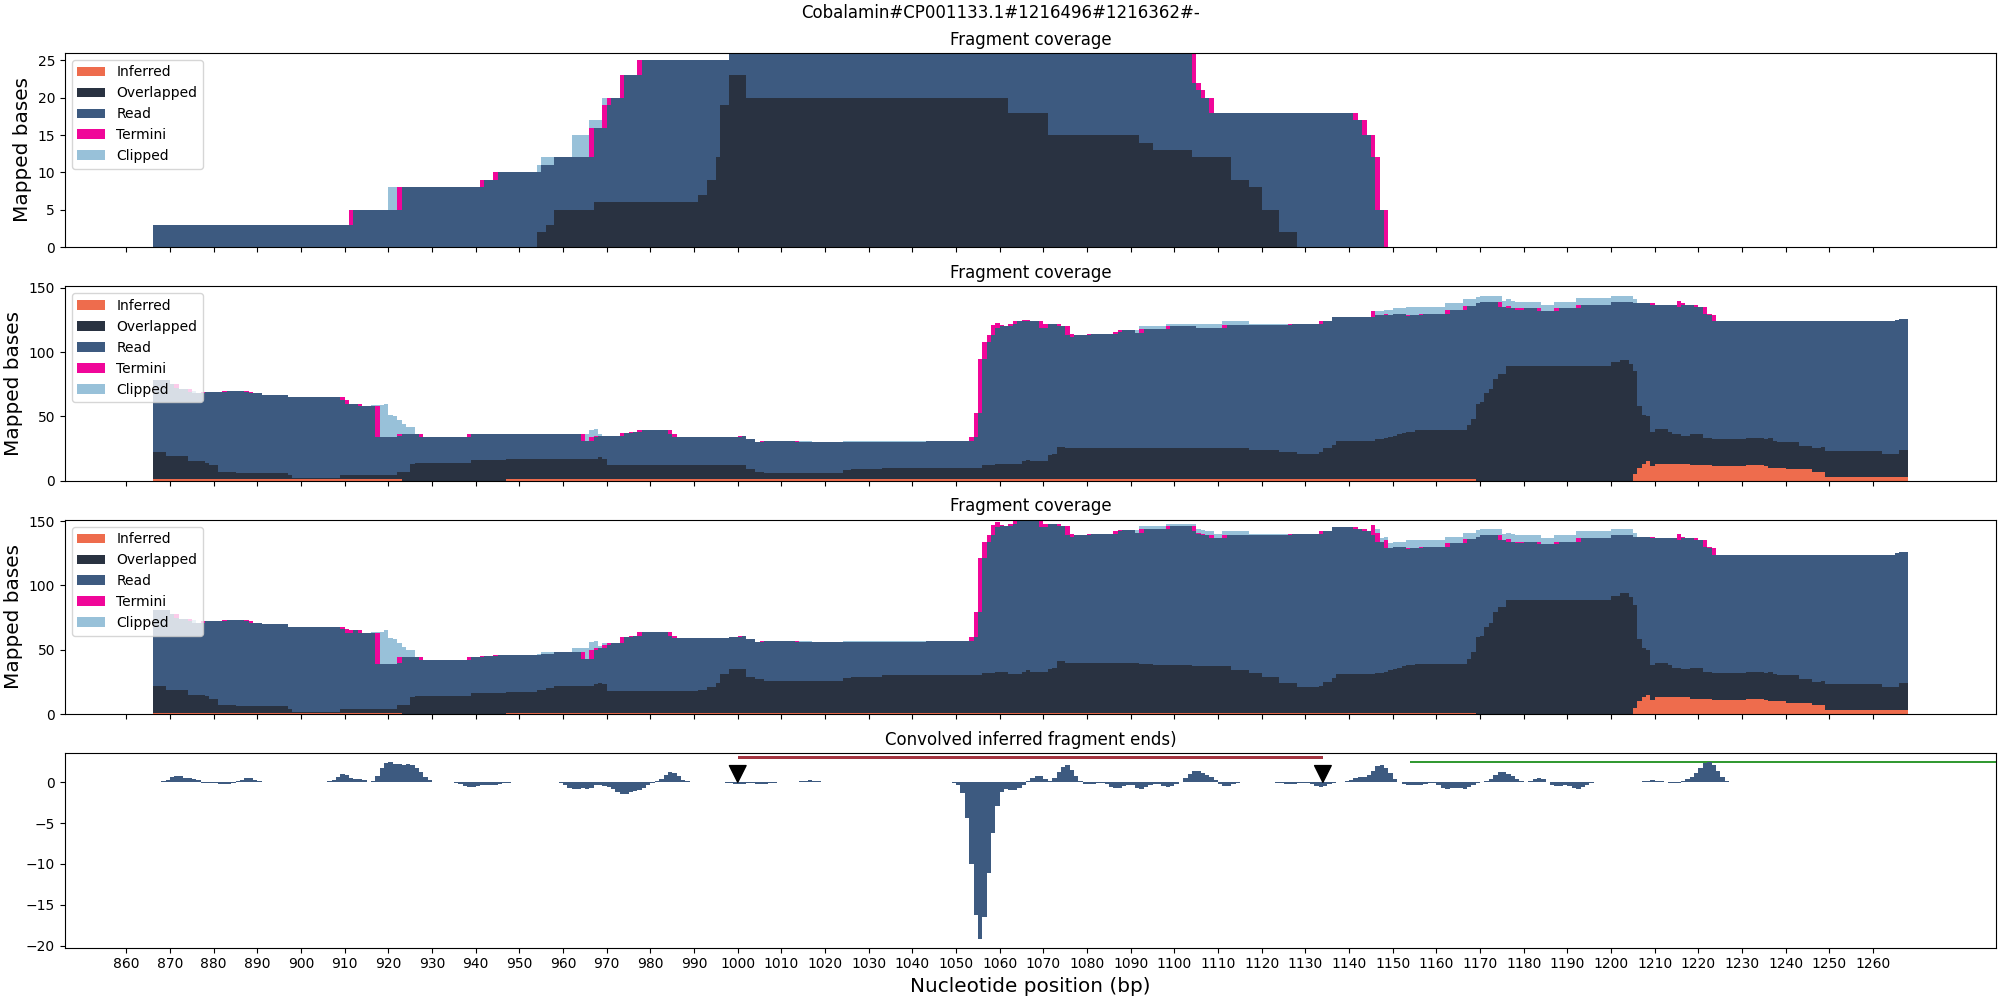 Cobalamin#CP001133.1#1216496#1216362#-
Fragment coverage
Mapped bases
25
20
15
10
5
0
Inferred
Overlapped
Read
Termini
Clipped
Fragment coverage
Mapped bases
150
100
50
0
Inferred
Overlapped
Read
Termini
Clipped
Fragment coverage
Mapped bases
150
100
50
0
Inferred
Overlapped
Read
Termini
Clipped
Convolved inferred fragment ends)
0
−5
−10
−15
−20
860 870 880 890 900 910 920 930 940 950 960 970 980 990 1000 1010 1020 1030 1040 1050 1060 1070 1080 1090 1100 1110 1120 1130 1140 1150 1160 1170 1180 1190 1200 1210 1220 1230 1240 1250 1260
Nucleotide position (bp)